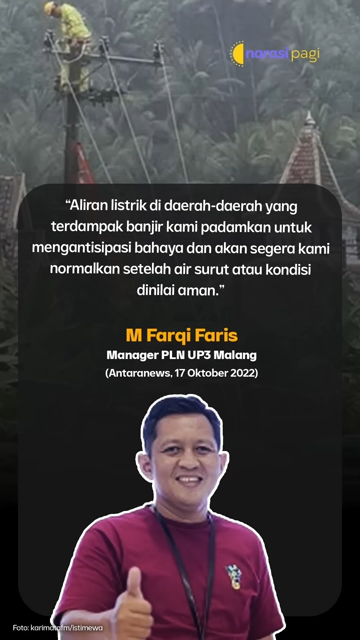 narasi pagi
“Aliran listrik di daerah-daerah yang
terdampak banjir kami padamkan untuk
mengantisipasi bahaya dan akan segera kami
normalkan setelah air surut atau kondisi
dinilai aman.”
M Farqi Faris
Manager PLN UP3 Malang
(Antaranews, 17 Oktober 2022)
Foto: karimatafm/istimewa